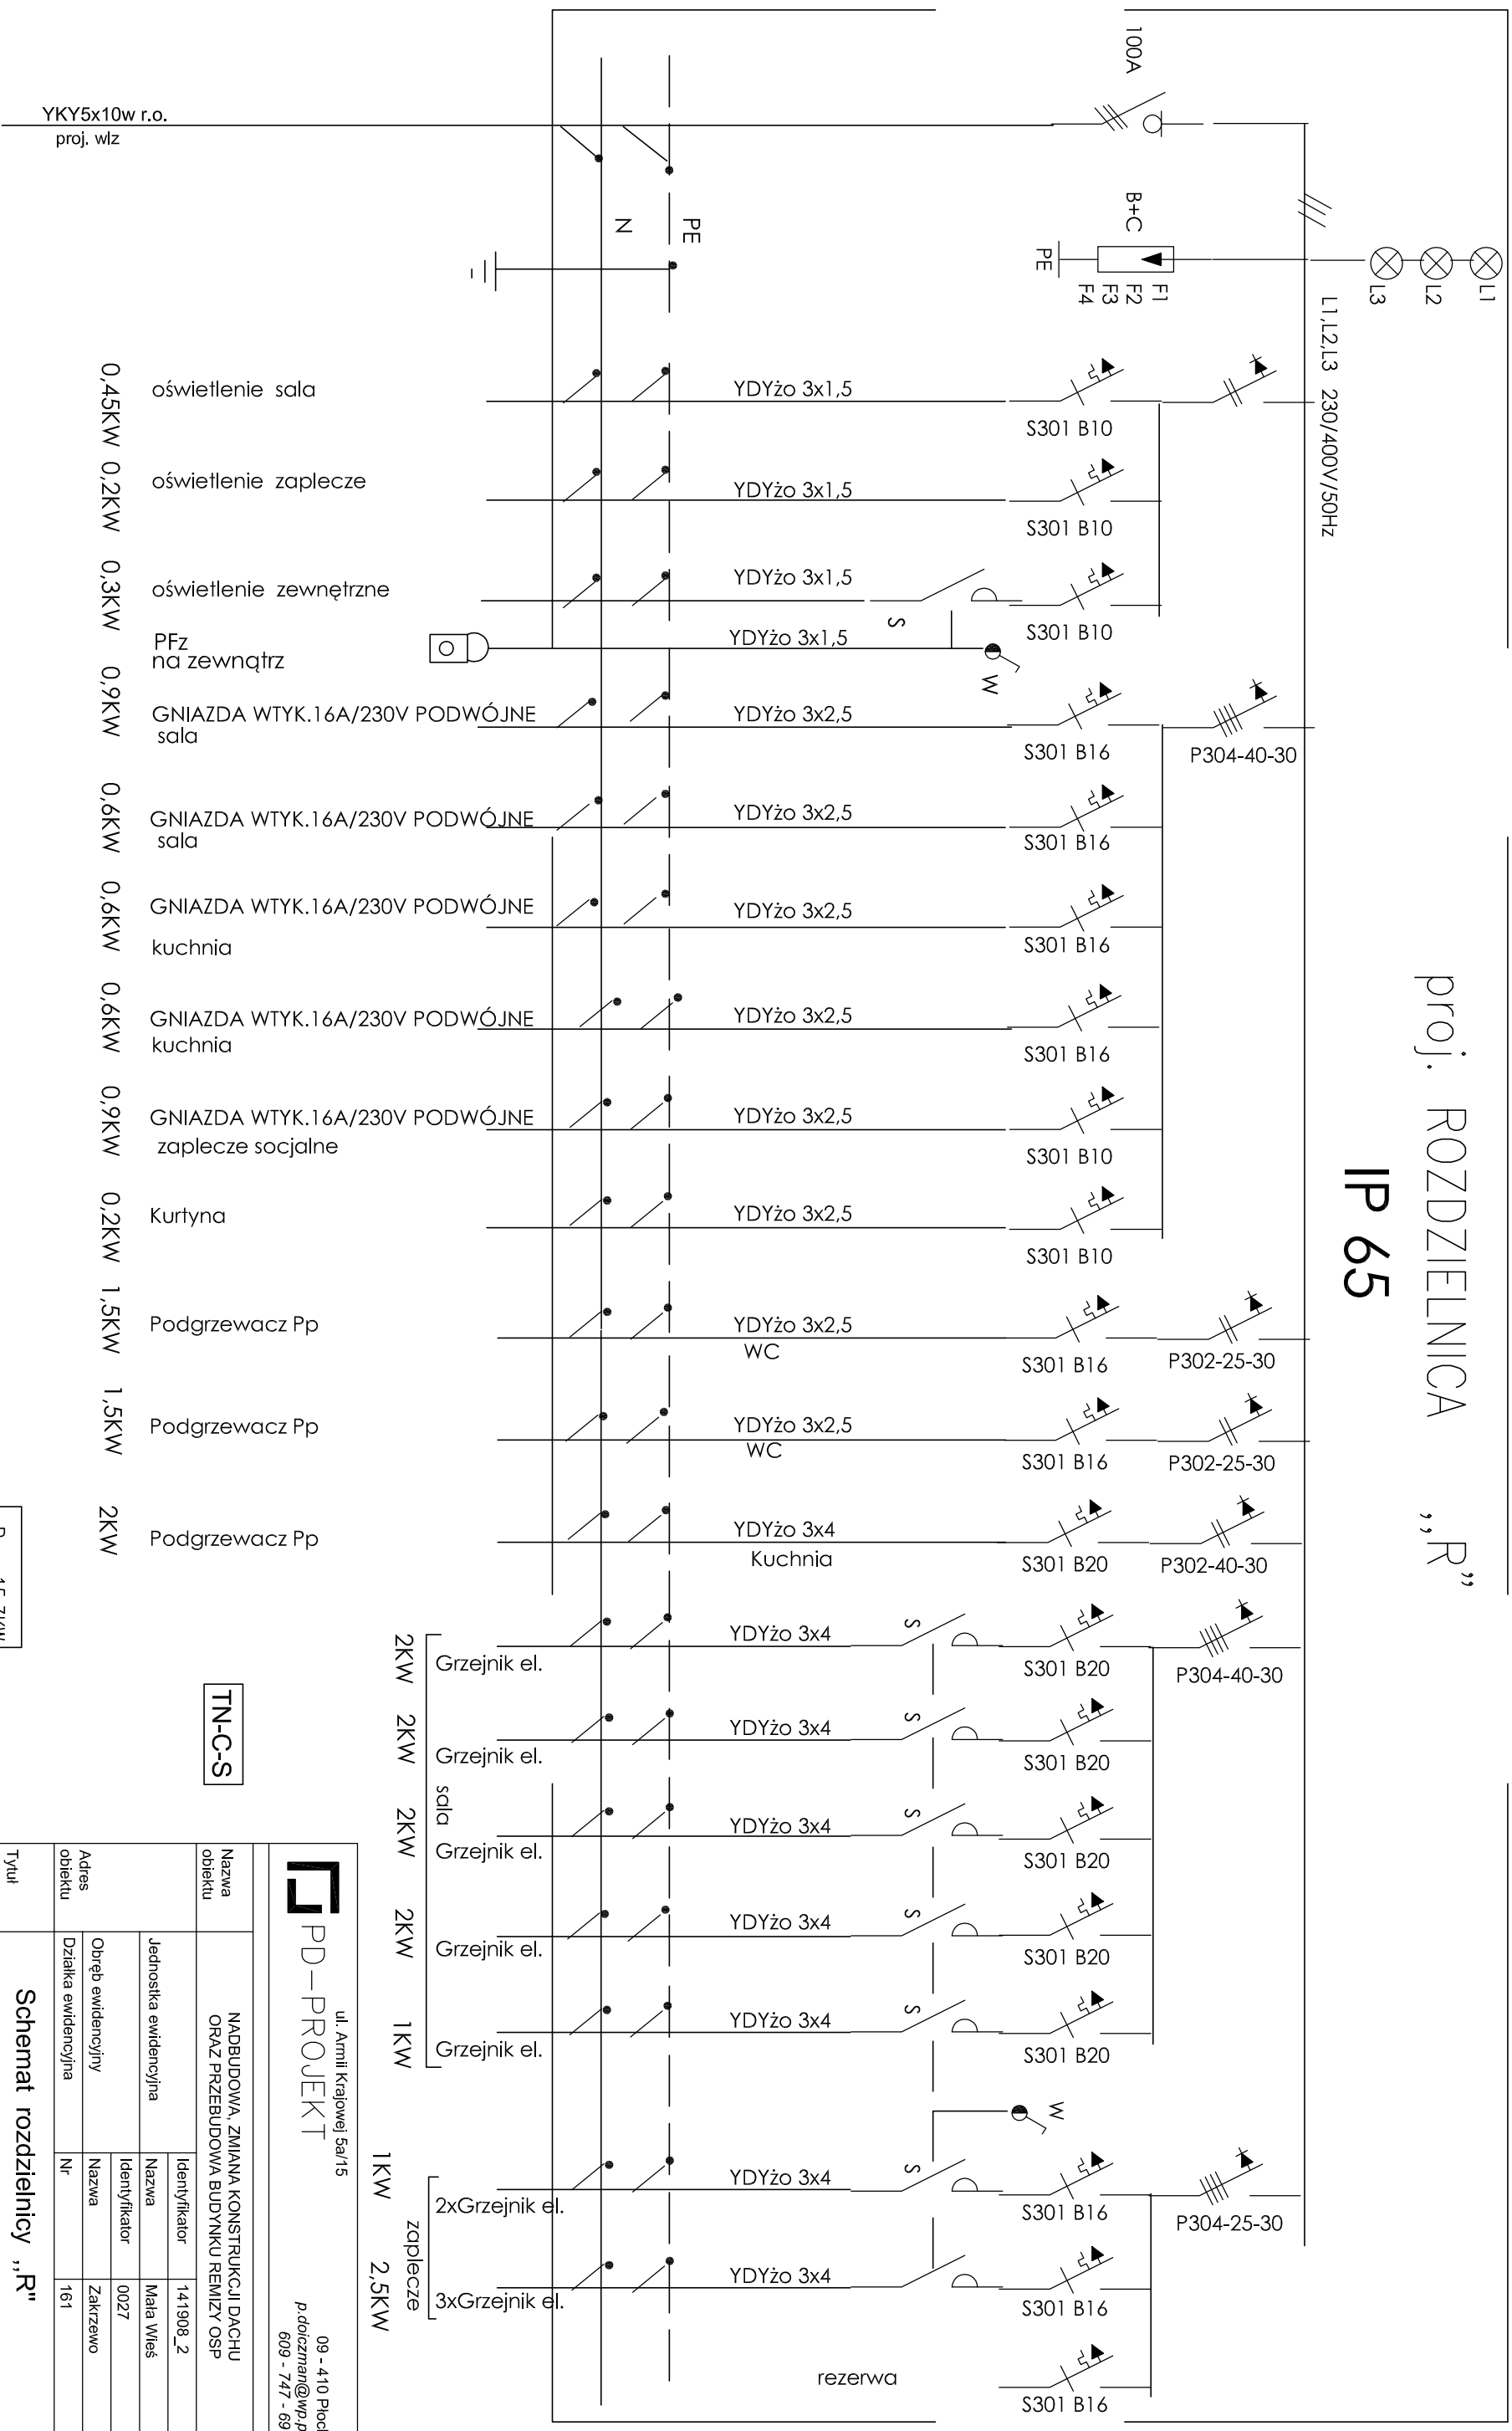 YKY5x10w r.o.
proj. wlz
100A
B+C
PE
F1
F2
F3
F4
L1
L2
L3
N
PE
L1,L2,L3 230/400V/50Hz
proj. ROZDZIELNICA ,,R”
IP 65
0,45KW
oświetlenie sala
YDYżo 3x1,5
S301 B10
0,2KW
oświetlenie zaplecze
YDYżo 3x1,5
S301 B10
0,3KW
oświetlenie zewnętrzne
YDYżo 3x1,5
S
S301 B10
PFz
na zewnątrz
YDYżo 3x1,5
W
0,9KW
GNIAZDA WTYK.16A/230V PODWÓJNE
sala
YDYżo 3x2,5
S301 B16
P304-40-30
0,6KW
GNIAZDA WTYK.16A/230V PODWÓJNE
sala
YDYżo 3x2,5
S301 B16
0,6KW
GNIAZDA WTYK.16A/230V PODWÓJNE
kuchnia
YDYżo 3x2,5
S301 B16
0,6KW
GNIAZDA WTYK.16A/230V PODWÓJNE
kuchnia
YDYżo 3x2,5
S301 B16
0,9KW
GNIAZDA WTYK.16A/230V PODWÓJNE
zaplecze socjalne
YDYżo 3x2,5
S301 B10
0,2KW
Kurtyna
YDYżo 3x2,5
S301 B10
1,5KW
Podgrzewacz Pp
YDYżo 3x2,5
WC
S301 B16
P302-25-30
1,5KW
Podgrzewacz Pp
YDYżo 3x2,5
WC
S301 B16
P302-25-30
2KW
Podgrzewacz Pp
YDYżo 3x4
Kuchnia
S301 B20
P302-40-30
2KW
Grzejnik el.
YDYżo 3x4
S
S301 B20
P304-40-30
2KW
Grzejnik el.
YDYżo 3x4
S
S301 B20
sala
2KW
Grzejnik el.
YDYżo 3x4
S
S301 B20
2KW
Grzejnik el.
YDYżo 3x4
S
S301 B20
1KW
Grzejnik el.
YDYżo 3x4
S
S301 B20
W
1KW
2xGrzejnik el.
YDYżo 3x4
S
S301 B16
P304-25-30
zaplecze
2,5KW
3xGrzejnik el.
YDYżo 3x4
S301 B16
rezerwa
S301 B16
TN-C-S
PD-PROJEKT
ul. Armii Krajowej 5a/15
09 - 410 Płock
p.doiczman@wp.p
609 - 747 - 69
Nazwa
obiektu
NADBUDOWA, ZMIANA KONSTRUKCJI DACHU
ORAZ PRZEBUDOWA BUDYNKU REMIZY OSP
Adres
obiektu
Jednostka ewidencyjna
Identyfikator
141908_2
Nazwa
Mała Wieś
Obręb ewidencyjny
Identyfikator
0027
Nazwa
Zakrzewo
Działka ewidencyjna
Nr
161
Tytuł
Schemat rozdzielnicy ,,R"